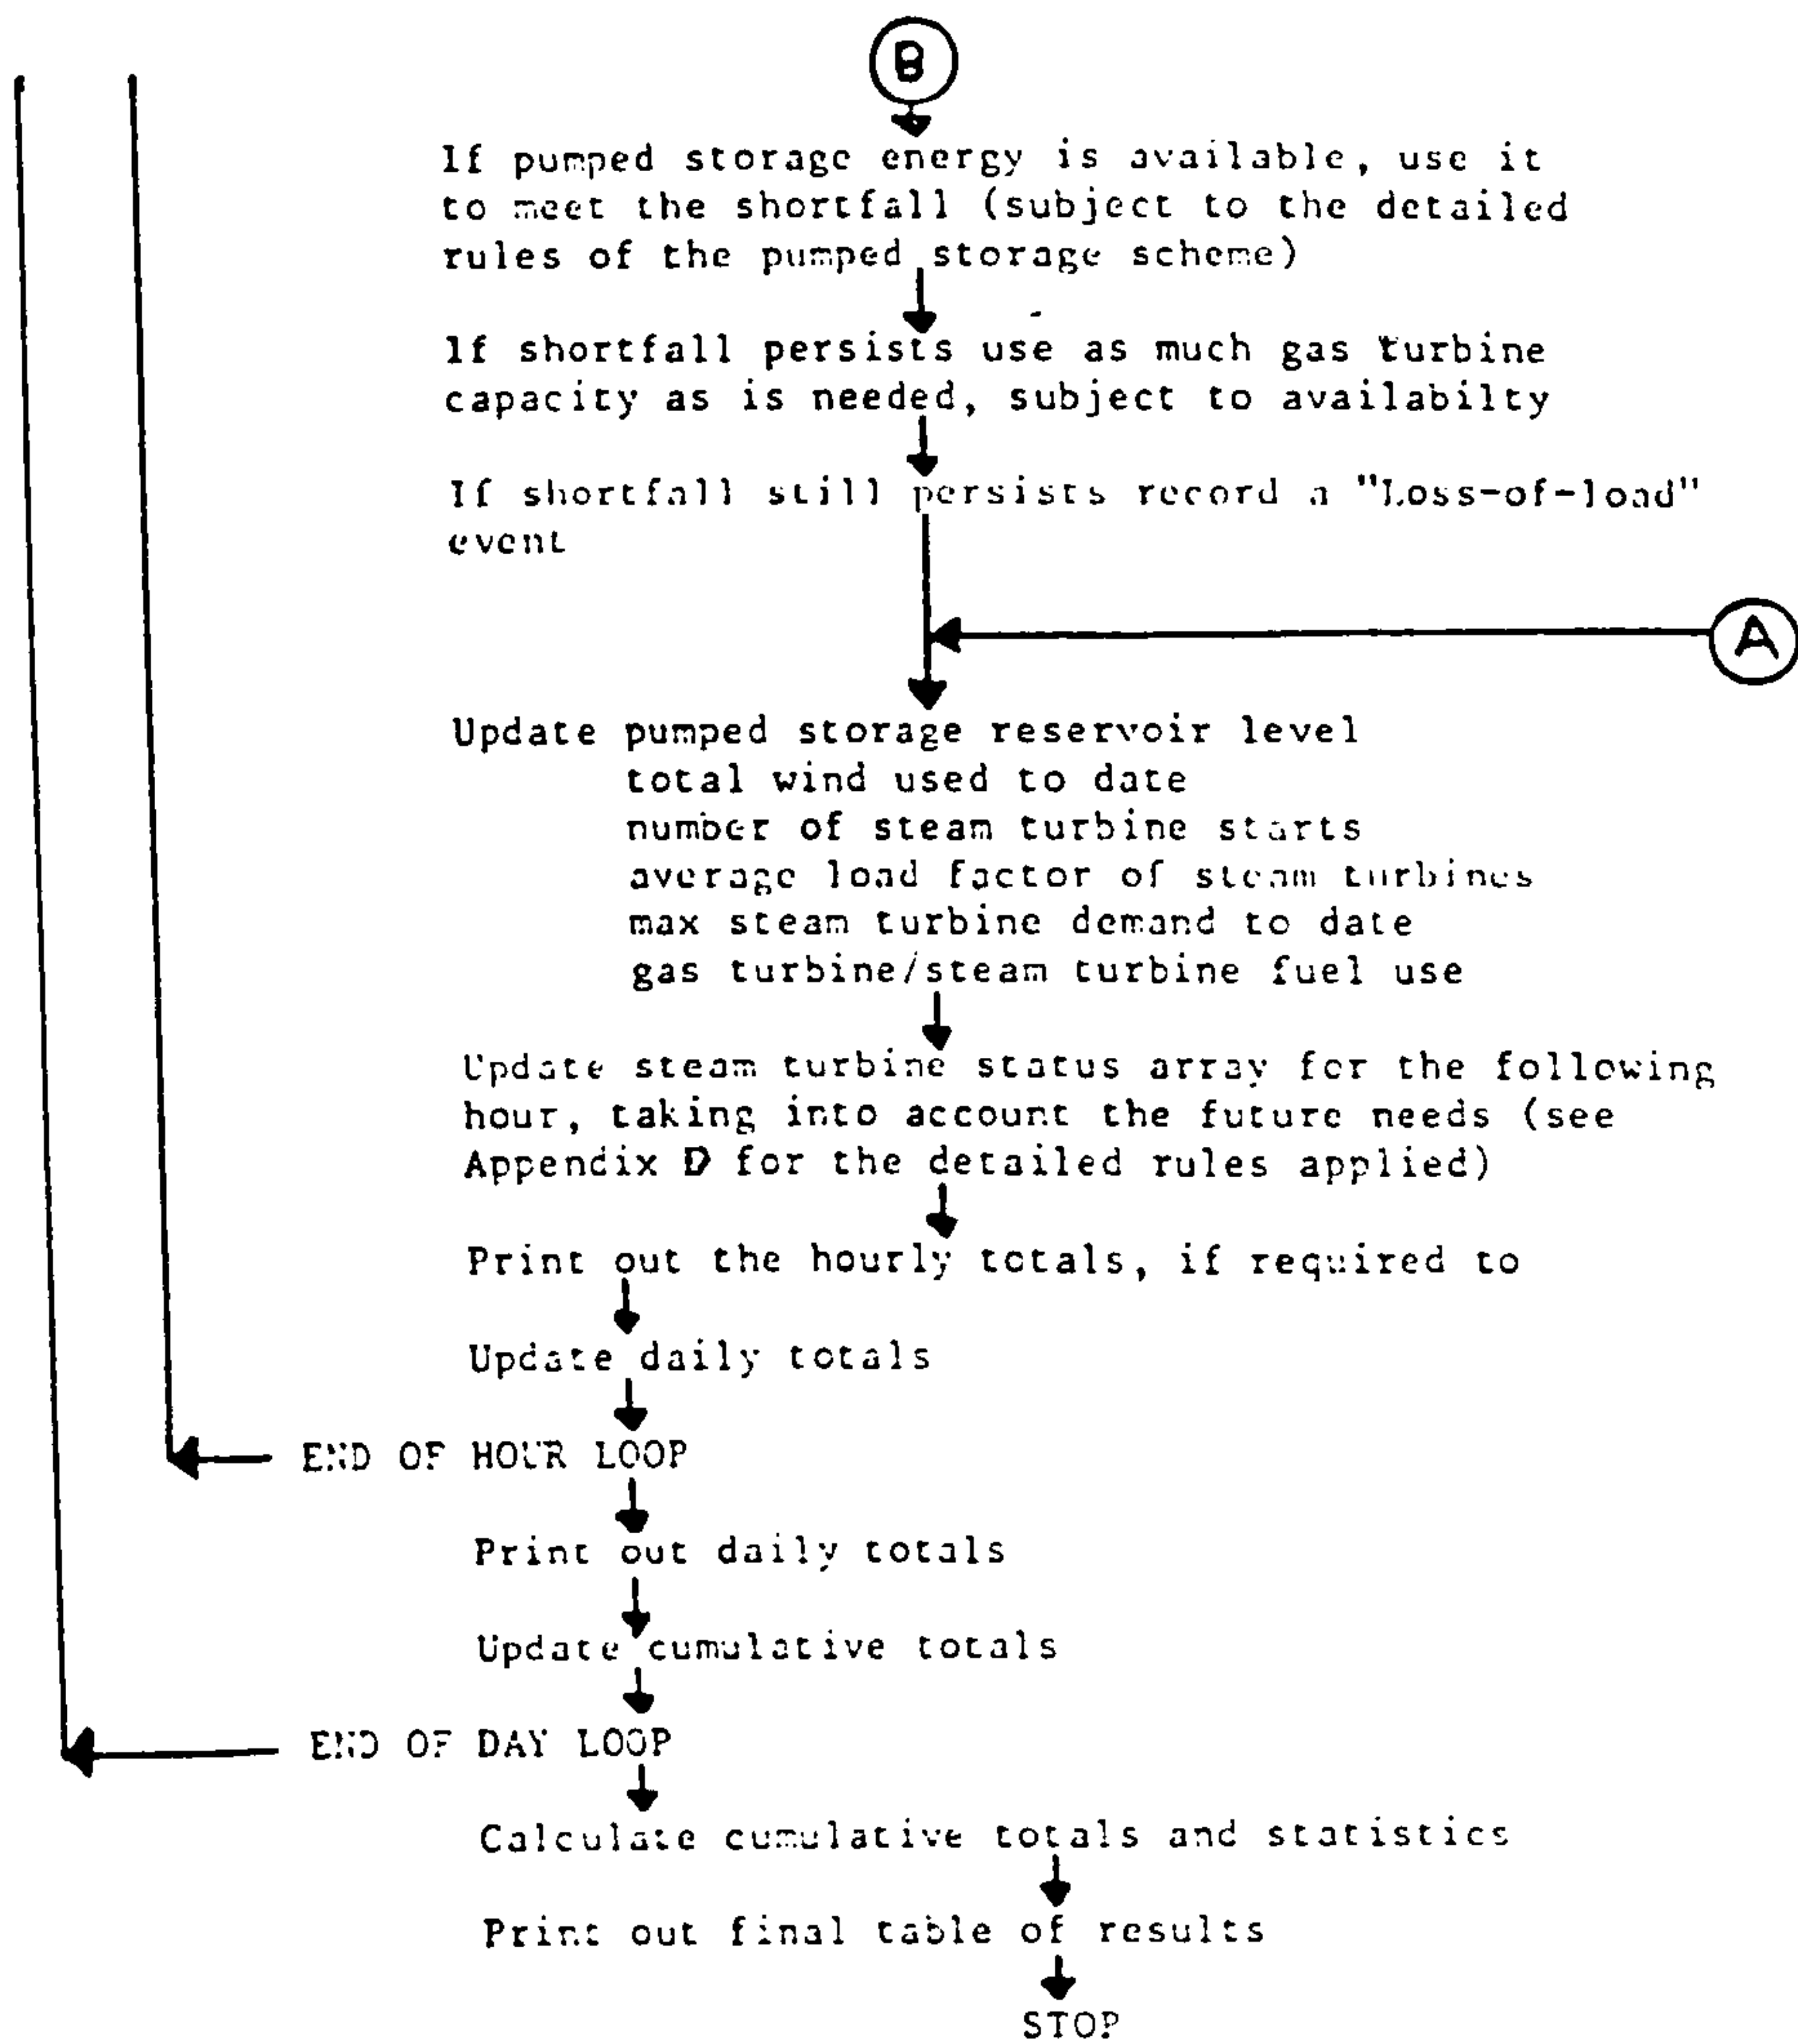 B
If pumped storage energy is available, use it
to meet the shortfall (subject to the detailed
rules of the pumped storage scheme)
If shortfall persists use as much gas turbine
capacity as is needed, subject to availabilty
If shortfall still persists record a "Loss-of-load"
event
A
Update pumped storage reservoir level
total wind used to date
number of steam turbine starts
average load factor of steam turbines
max steam turbine demand to date
gas turbine/steam turbine fuel use
Update steam turbine status array for the following
hour, taking into account the future needs (see
Appendix D for the detailed rules applied)
Print out the hourly totals, if required to
Update daily totals
END OF HOUR LOOP
Print out daily totals
Update cumulative totals
END OF DAY LOOP
Calculate cumulative totals and statistics
Print out final table of results
STOP